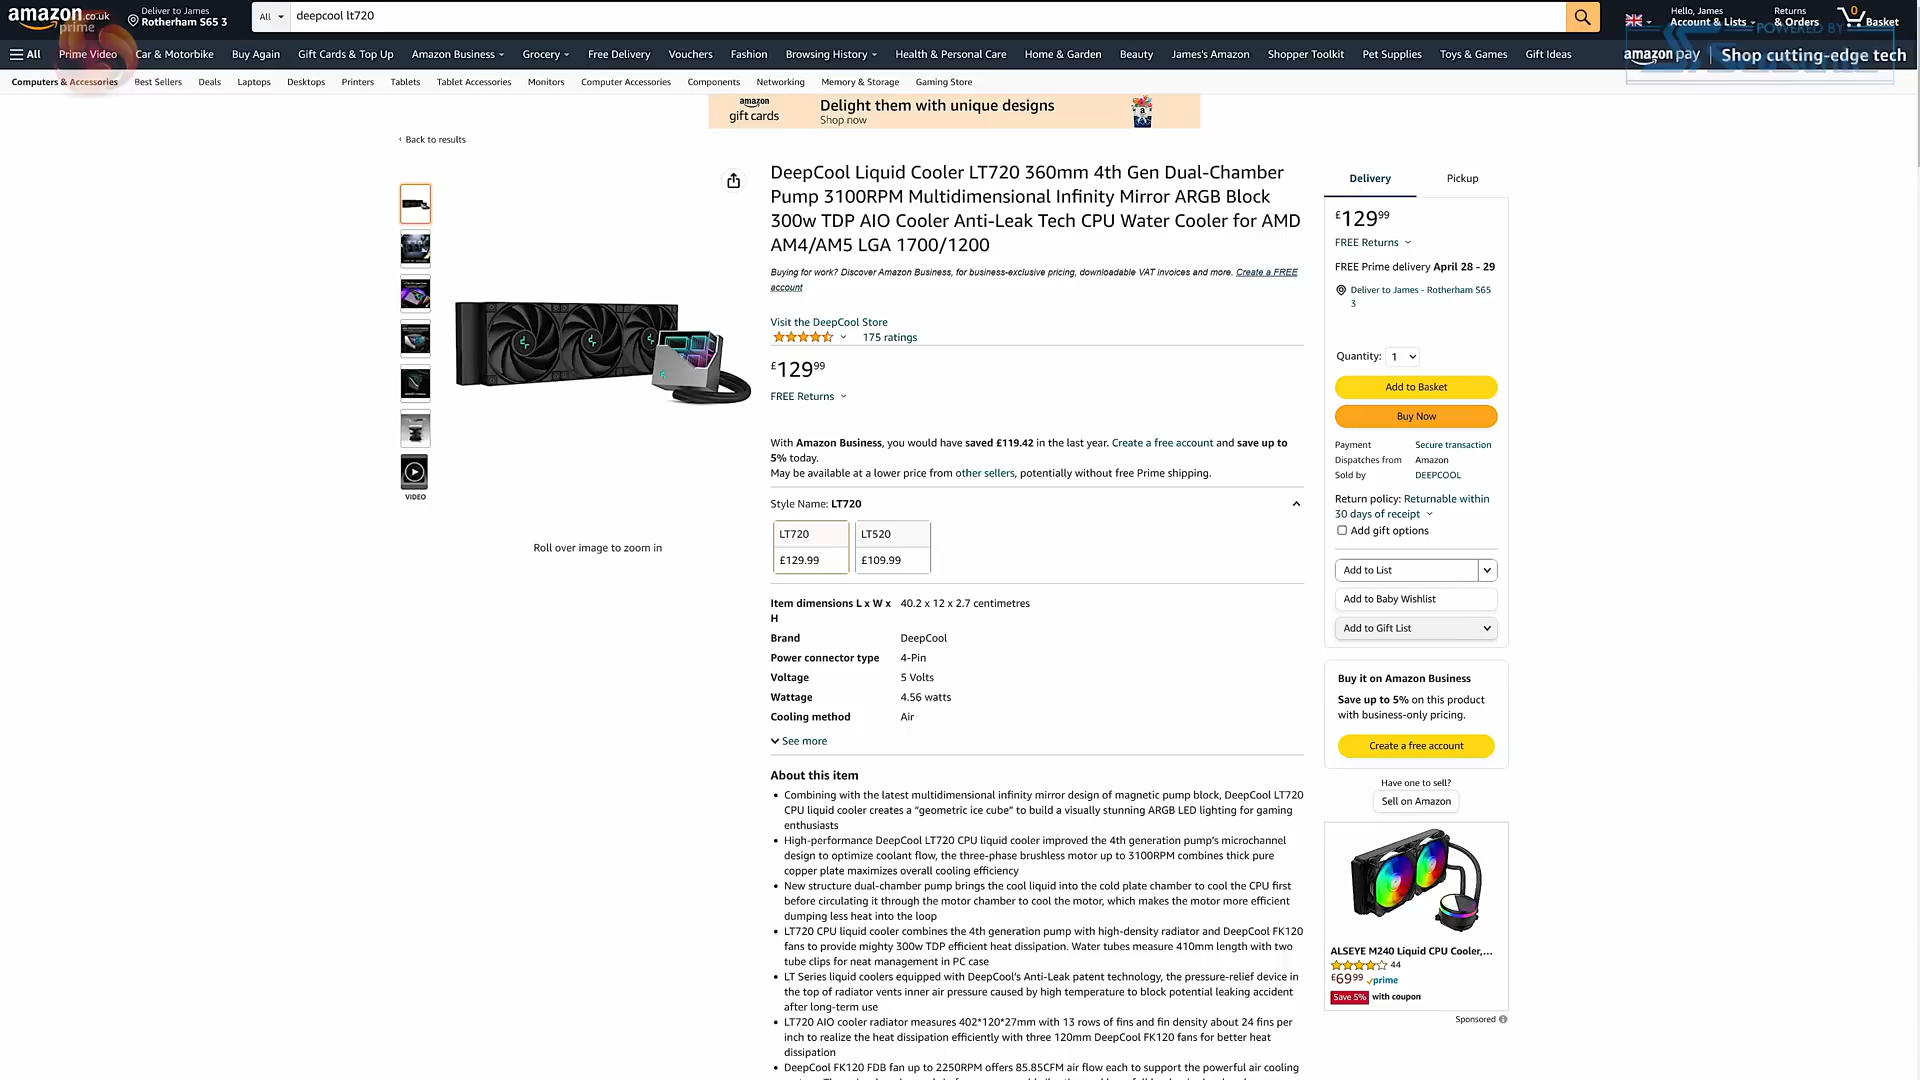 amazon.co.uk
prime
Deliver to James
Rotherham S65 3
All
deepcool lt720
Hello, James
Account & Lists
Returns
& Orders
0
Basket
POWERED BY
All
Prime Video
Car & Motorbike
Buy Again
Gift Cards & Top Up
Amazon Business
Grocery
Free Delivery
Vouchers
Fashion
Browsing History
Health & Personal Care
Home & Garden
Beauty
James's Amazon
Shopper Toolkit
Pet Supplies
Toys & Games
Gift Ideas
amazon pay
Shop cutting-edge tech
Computers & Accessories
Best Sellers
Deals
Laptops
Desktops
Printers
Tablets
Tablet Accessories
Monitors
Computer Accessories
Components
Networking
Memory & Storage
Gaming Store
amazon
gift cards
Delight them with unique designs
Shop now
‹ Back to results
VIDEO
Roll over image to zoom in
DeepCool Liquid Cooler LT720 360mm 4th Gen Dual-Chamber
Pump 3100RPM Multidimensional Infinity Mirror ARGB Block
300w TDP AIO Cooler Anti-Leak Tech CPU Water Cooler for AMD
AM4/AM5 LGA 1700/1200
Buying for work? Discover Amazon Business, for business-exclusive pricing, downloadable VAT invoices and more. Create a FREE
account
Visit the DeepCool Store
175 ratings
£129.99
FREE Returns
With Amazon Business, you would have saved £119.42 in the last year. Create a free account and save up to
5% today.
May be available at a lower price from other sellers, potentially without free Prime shipping.
Style Name: LT720
LT720
£129.99
LT520
£109.99
Item dimensions L x W x
H
40.2 x 12 x 2.7 centimetres
Brand DeepCool
Power connector type 4-Pin
Voltage 5 Volts
Wattage 4.56 watts
Cooling method Air
See more
About this item
• Combining with the latest multidimensional infinity mirror design of magnetic pump block, DeepCool LT720
CPU liquid cooler creates a “geometric ice cube” to build a visually stunning ARGB LED lighting for gaming
enthusiasts
• High-performance DeepCool LT720 CPU liquid cooler improved the 4th generation pump’s microchannel
design to optimize coolant flow, the three-phase brushless motor up to 3100RPM combines thick pure
copper plate maximizes overall cooling efficiency
• New structure dual-chamber pump brings the cool liquid into the cold plate chamber to cool the CPU first
before circulating it through the motor chamber to cool the motor, which makes the motor more efficient
dumping less heat into the loop
• LT720 CPU liquid cooler combines the 4th generation pump with high-density radiator and DeepCool FK120
fans to provide mighty 300w TDP efficient heat dissipation. Water tubes measure 410mm length with two
tube clips for neat management in PC case
• LT Series liquid coolers equipped with DeepCool’s Anti-Leak patent technology, the pressure-relief device in
the top of radiator vents inner air pressure caused by high temperature to block potential leaking accident
after long-term use
• LT720 AIO cooler radiator measures 402*120*27mm with 13 rows of fins and fin density about 24 fins per
inch to realize the heat dissipation efficiently with three 120mm DeepCool FK120 fans for better heat
dissipation
• DeepCool FK120 FDB fan up to 2250RPM offers 85.85CFM air flow each to support the powerful air cooling
Delivery
Pickup
£129.99
FREE Returns
FREE Prime delivery April 28 - 29
Deliver to James - Rotherham S65
3
Quantity: 1
Add to Basket
Buy Now
Payment Secure transaction
Dispatches from Amazon
Sold by DEEPCOOL
Return policy: Returnable within
30 days of receipt
Add gift options
Add to List
Add to Baby Wishlist
Add to Gift List
Buy it on Amazon Business
Save up to 5% on this product
with business-only pricing.
Create a free account
Have one to sell?
Sell on Amazon
ALSEYE M240 Liquid CPU Cooler,...
44
£69.99 prime
Save 5% with coupon
Sponsored